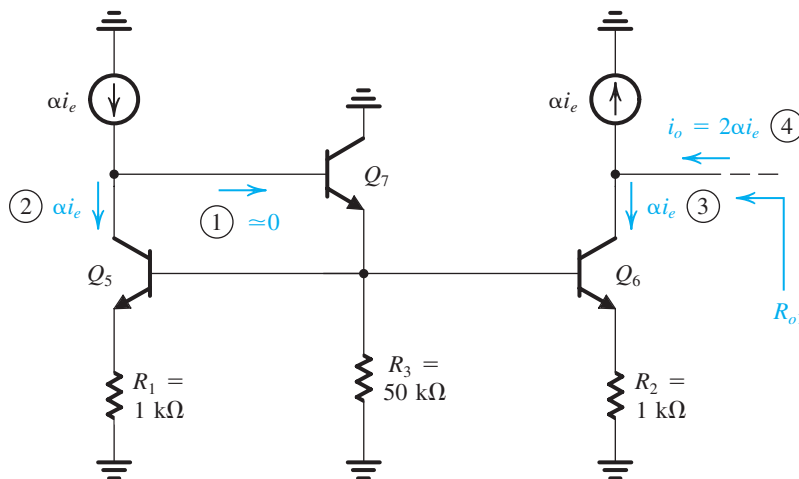 αi_e
αi_e
i_o = 2αi_e 4
Q_7
2 αi_e
1 ≃0
αi_e 3
Q_5
Q_6
R_o
R_1 =
1 kΩ
R_3 =
50 kΩ
R_2 =
1 kΩ